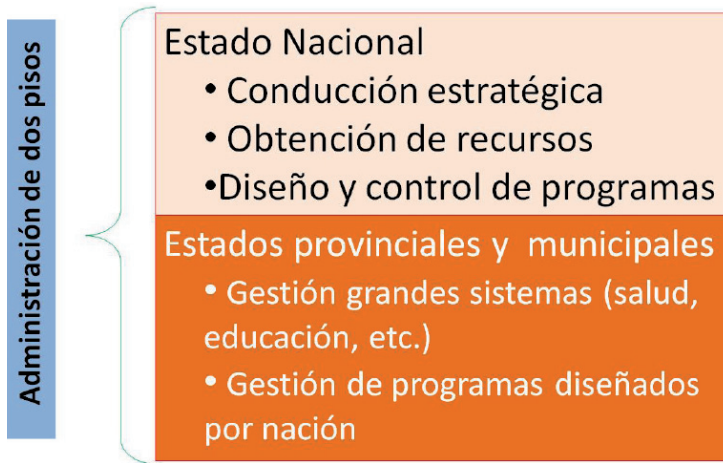 Administración de dos pisos
Estado Nacional
• Conducción estratégica
• Obtención de recursos
•Diseño y control de programas
Estados provinciales y municipales
• Gestión grandes sistemas (salud,
educación, etc.)
• Gestión de programas diseñados
por nación